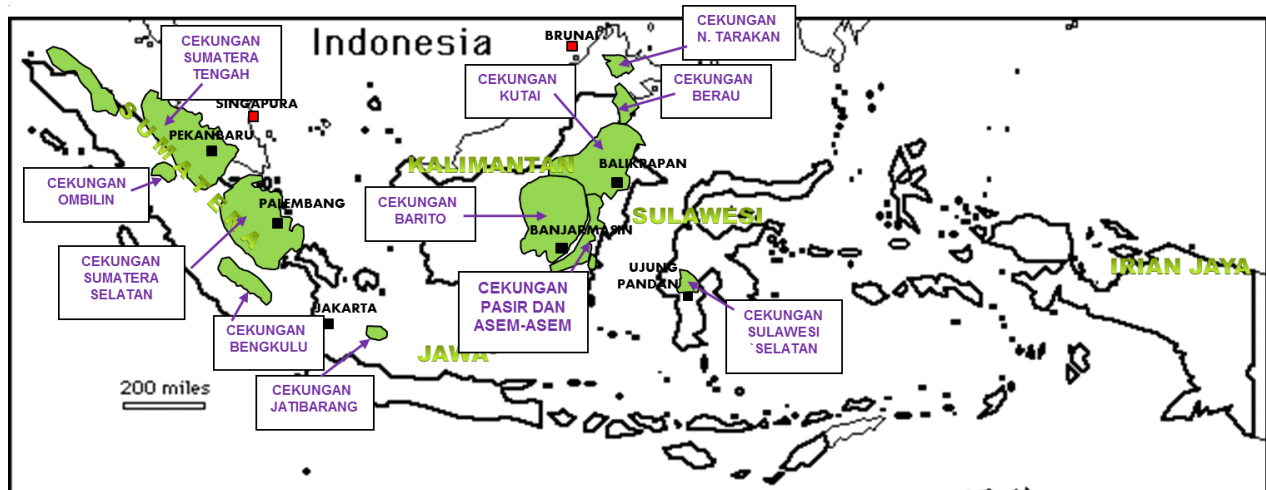 Indonesia
CEKUNGAN
SUMATERA
TENGAH
BRUNAI
CEKUNGAN
N. TARAKAN
CEKUNGAN
KUTAI
CEKUNGAN
BERAU
SINGAPURA
SUMATERA
PEKANBARU
KALIMANTAN
BALIKPAPAN
CEKUNGAN
OMBILIN
PALEMBANG
CEKUNGAN
BARITO
SULAWESI
BANJARMASIN
CEKUNGAN
SUMATERA
SELATAN
UJUNG
PANDAN
IRIAN JAYA
CEKUNGAN
PASIR DAN
ASEM-ASEM
JAKARTA
CEKUNGAN
BENGKULU
CEKUNGAN
SULAWESI
`SELATAN
JAWA
200 miles
CEKUNGAN
JATIBARANG